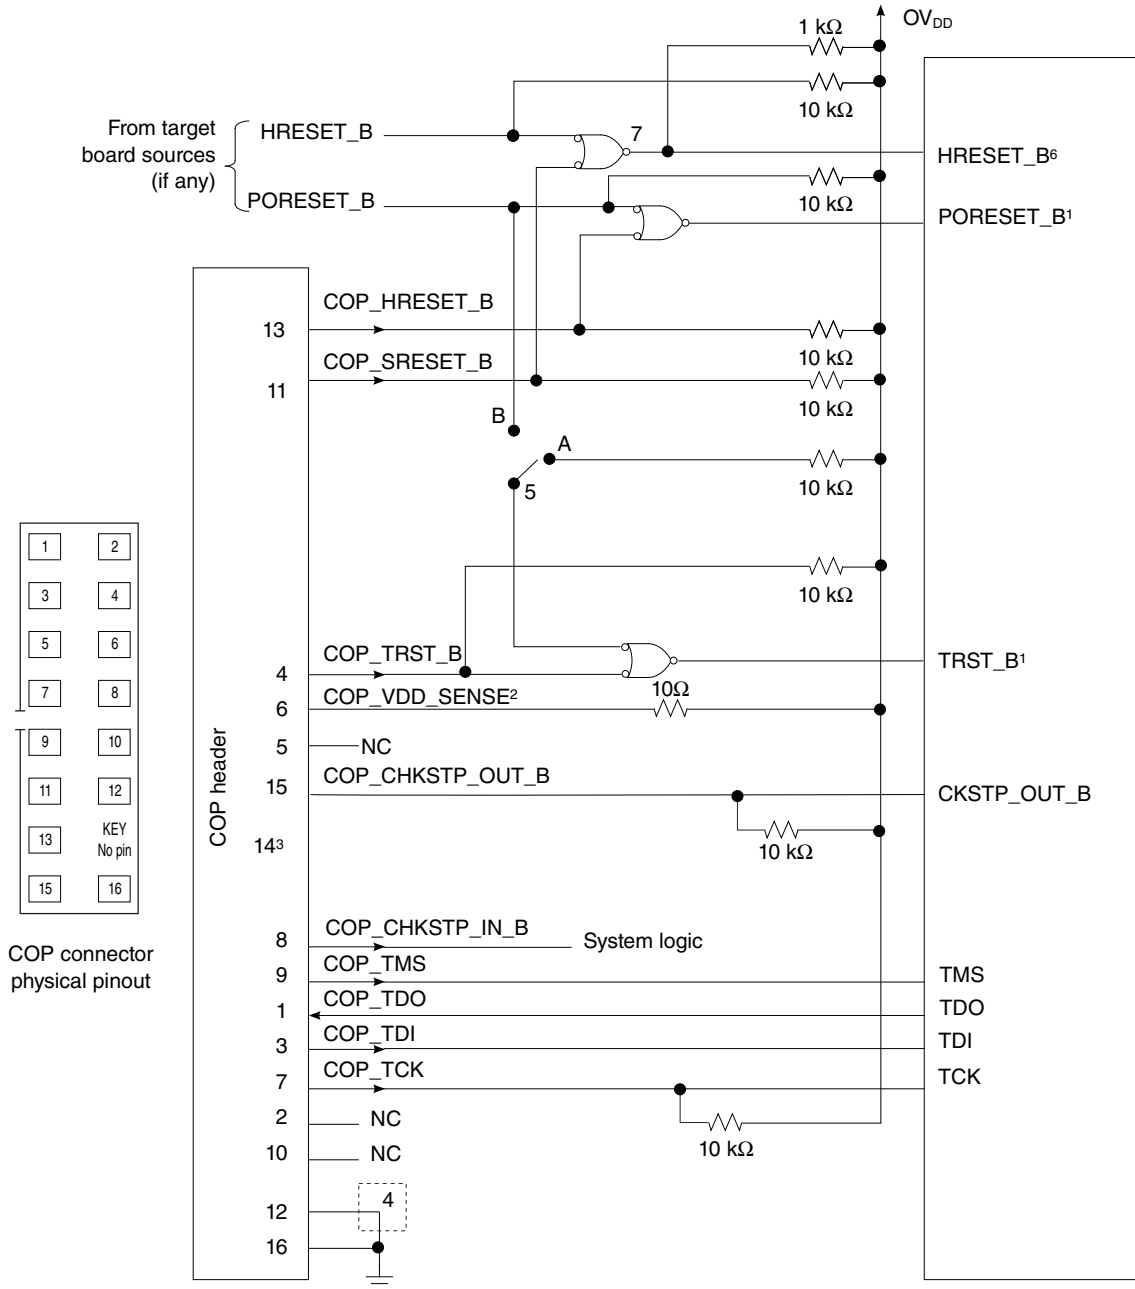 1 kΩ
OVDD
10 kΩ
From target
board sources
(if any)
HRESET_B
7
HRESET_B6
PORESET_B
10 kΩ
PORESET_B1
COP_HRESET_B
13
10 kΩ
COP_SRESET_B
11
10 kΩ
B
A
5
10 kΩ
10 kΩ
1 2
3 4
5 6
7 8
9 10
11 12
13 KEY
No pin
15 16
COP connector
physical pinout
COP header
COP_TRST_B
4
TRST_B1
10Ω
COP_VDD_SENSE2
6
5
NC
COP_CHKSTP_OUT_B
15
CKSTP_OUT_B
10 kΩ
143
COP_CHKSTP_IN_B
8
System logic
COP_TMS
9
TMS
COP_TDO
1
TDO
COP_TDI
3
TDI
COP_TCK
7
TCK
2
NC
10 kΩ
10
NC
4
12
16